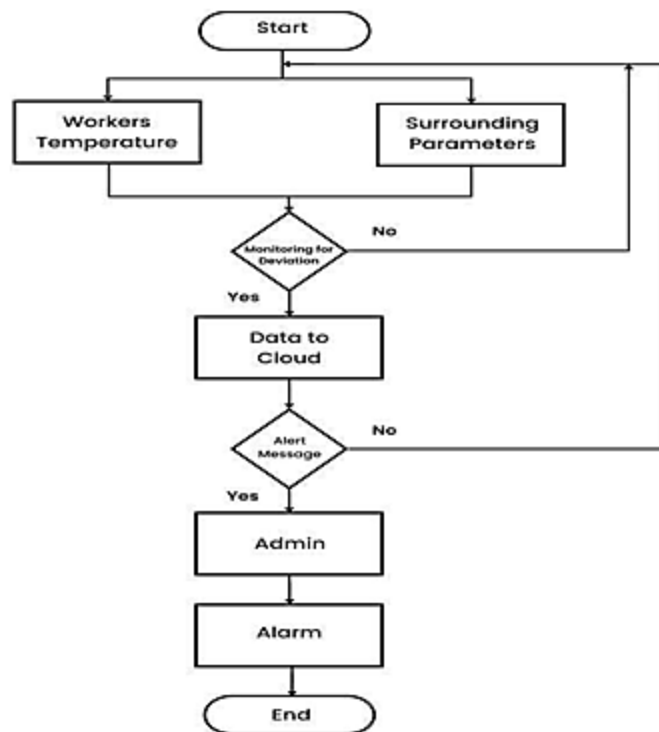 Start
Workers
Temperature
Surrounding
Parameters
Monitoring for
Deviation
No
Yes
Data to
Cloud
Alert
Message
No
Yes
Admin
Alarm
End